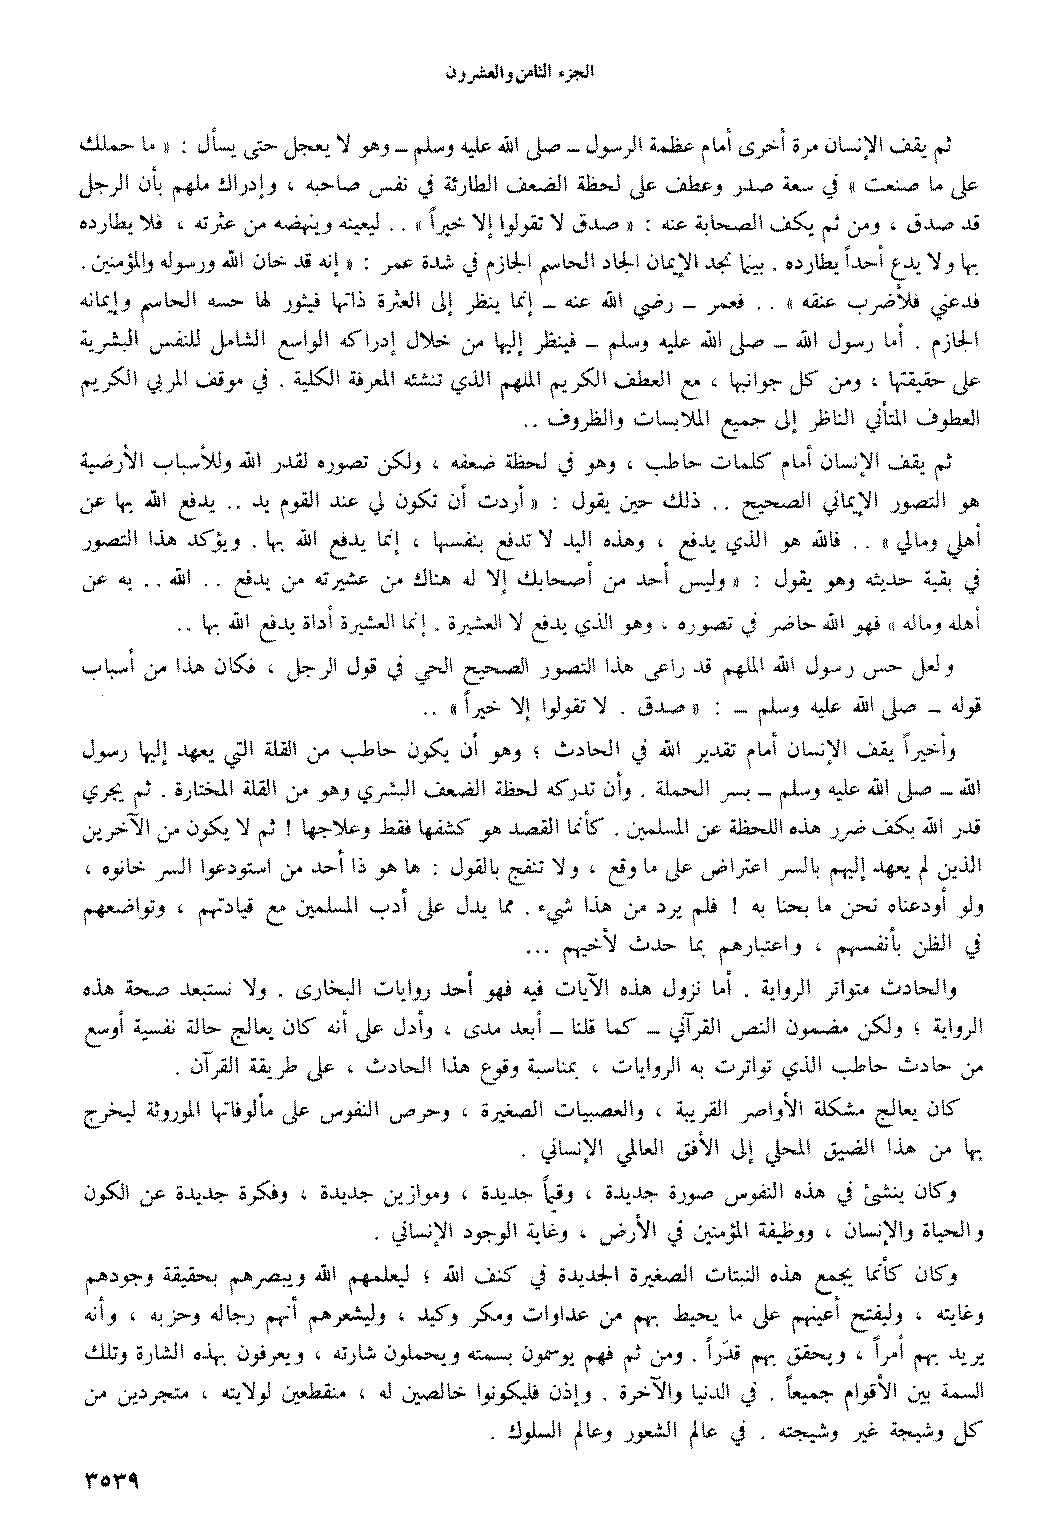 الجزء الثامن والعشرون
ثم يقف الإنسان مرة أخرى أمام عظمة الرسول – صلى الله عليه وسلم – وهو لا يعجل حتى يسأل : « ما حملك
على ما صنعت » في سعة صدر وعطف على لحظة الضعف الطارئة في نفس صاحبه ، وإدراك ملهم بأن الرجل
قد صدق ، ومن ثم يكف الصحابة عنه : « صدق لا تقولوا إلا خيراً » .. ليعينه وينهضه من عثرته ، فلا يطارده
بها ولا يدع أحداً يطارده . بينما نجد الإيمان الجاد الحاسم الجازم في شدة عمر : « إنه قد خان الله ورسوله والمؤمنين .
فدعني فلأضرب عنقه » .. فعمر – رضي الله عنه – إنما ينظر إلى العثرة ذاتها فيثور لها حسه الحاسم وإيمانه
الجازم . أما رسول الله – صلى الله عليه وسلم – فينظر إليها من خلال إدراكه الواسع الشامل للنفس البشرية
على حقيقتها ، ومن كل جوانبها ، مع العطف الكريم الملهم الذي تنشئه المعرفة الكلية . في موقف المربي الكريم
العطوف المتأني الناظر إلى جميع الملابسات والظروف ..
ثم يقف الإنسان أمام كلمات حاطب ، وهو في لحظة ضعفه ، ولكن تصوره لقدر الله وللأسباب الأرضية
هو التصور الإيماني الصحيح .. ذلك حين يقول : « أردت أن تكون لي عند القوم يد .. يدفع الله بها عن
أهلي ومالي » .. فالله هو الذي يدفع ، وهذه اليد لا تدفع بنفسها ، إنما يدفع الله بها . ويؤكد هذا التصور
في بقية حديثه وهو يقول : « وليس أحد من أصحابك إلا له هناك من عشيرته من يدفع .. الله .. به عن
أهله وماله » فهو الله حاضر في تصوره ، وهو الذي يدفع لا العشيرة . إنما العشيرة أداة يدفع الله بها ..
ولعل حس رسول الله الملهم قد راعى هذا التصور الصحيح الحي في قول الرجل ، فكان هذا من أسباب
قوله – صلى الله عليه وسلم – : « صدق . لا تقولوا إلا خيراً » ..
وأخيراً يقف الإنسان أمام تقدير الله في الحادث ؛ وهو أن يكون حاطب من القلة التي يعهد إليها رسول
الله – صلى الله عليه وسلم – بسر الحملة . وأن تدركه لحظة الضعف البشري وهو من القلة المختارة . ثم يجري
قدر الله بكف ضرر هذه اللحظة عن المسلمين . كأنما القصد هو كشفها فقط وعلاجها ! ثم لا يكون من الآخرين
الذين لم يعهد إليهم بالسر اعتراض على ما وقع ، ولا تنفج بالقول : ها هو ذا أحد من استودعوا السر خانوه ،
ولو أودعناه نحن ما بحنا به ! فلم يرد من هذا شيء . مما يدل على أدب المسلمين مع قيادتهم ، وتواضعهم
في الظن بأنفسهم ، واعتبارهم بما حدث لأخيهم ...
والحادث متواتر الرواية . أما نزول هذه الآيات فيه فهو أحد روايات البخارى . ولا نستبعد صحة هذه
الرواية ؛ ولكن مضمون النص القرآني – كما قلنا – أبعد مدى ، وأدل على أنه كان يعالج حالة نفسية أوسع
من حادث حاطب الذي تواترت به الروايات ، بمناسبة وقوع هذا الحادث ، على طريقة القرآن .
كان يعالج مشكلة الأواصر القريبة ، والعصبيات الصغيرة ، وحرص النفوس على مألوفاتها الموروثة ليخرج
بها من هذا الضيق المحلي إلى الأفق العالمي الإنساني .
وكان ينشئ في هذه النفوس صورة جديدة ، وقيماً جديدة ، وموازين جديدة ، وفكرة جديدة عن الكون
والحياة والإنسان ، ووظيفة المؤمنين في الأرض ، وغاية الوجود الإنساني .
وكان كأنما يجمع هذه النبتات الصغيرة الجديدة في كنف الله ؛ ليعلمهم الله ويبصرهم بحقيقة وجودهم
وغايته ، وليفتح أعينهم على ما يحيط بهم من عداوات ومكر وكيد ، وليشعرهم أنهم رجاله وحزبه ، وأنه
يريد بهم أمراً ، ويحقق بهم قدَراً . ومن ثم فهم يوسمون بسمته ويحملون شارته ، ويعرفون بهذه الشارة وتلك
السمة بين الأقوام جميعاً . في الدنيا والآخرة . وإذن فليكونوا خالصين له ، منقطعين لولايته ، متجردين من
كل وشيجة غير وشيجته . في عالم الشعور وعالم السلوك .
٣٥٣٩